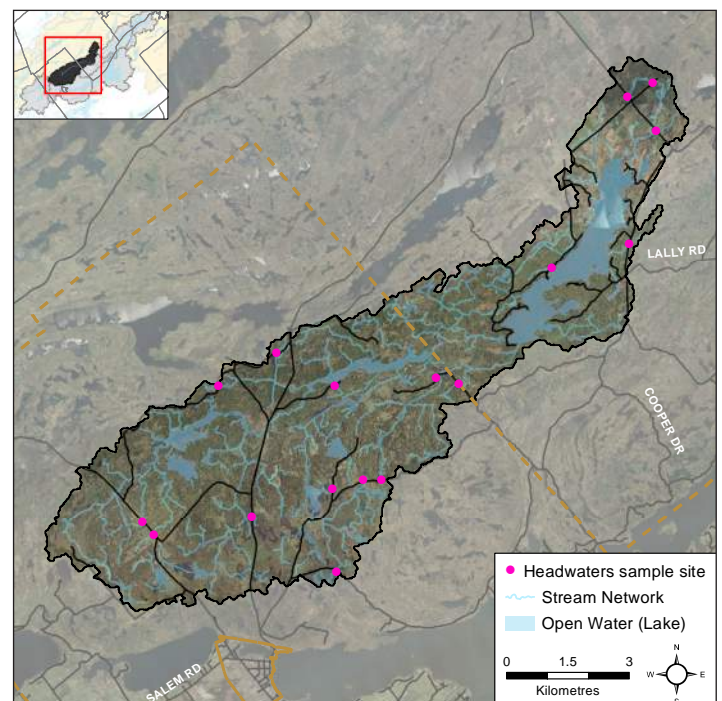 LALLY RD
COOPER DR
SALEM RD
Headwaters sample site
Stream Network
Open Water (Lake)
0 1.5 3
Kilometres
N
W E
S